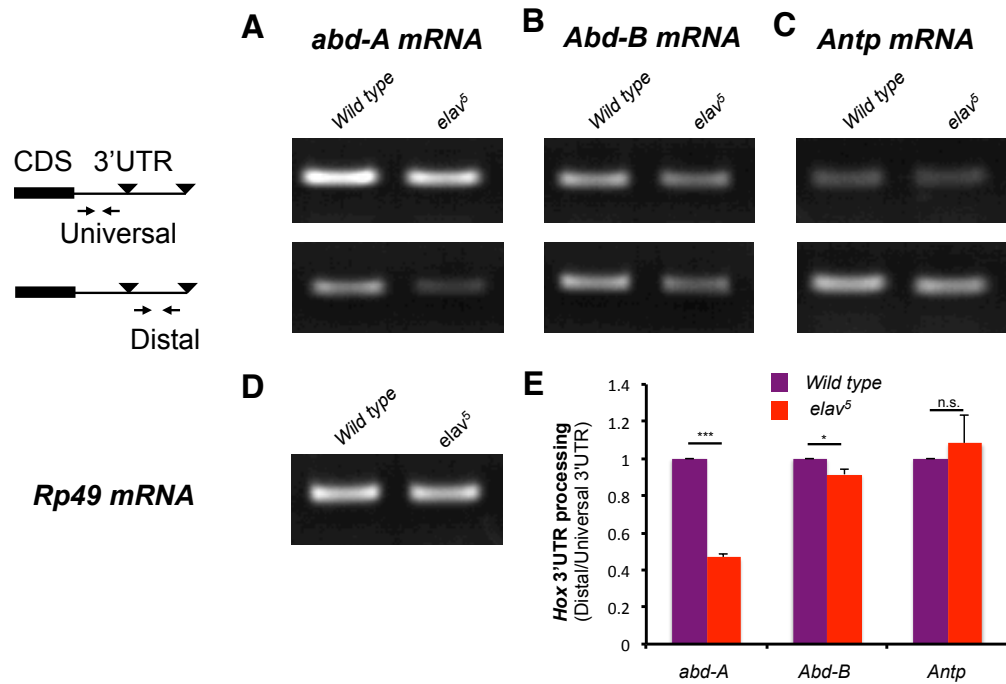 A
abd-A mRNA
B
Abd-B mRNA
C
Antp mRNA
Wild type
elav⁵
Wild type
elav⁵
Wild type
elav⁵
CDS 3'UTR
Universal
Distal
D
Wild type
elav⁵
Rp49 mRNA
E
Wild type
elav⁵
Hox 3'UTR processing
(Distal/Universal 3'UTR)
1.4
1.2
1
0.8
0.6
0.4
0.2
0
***
*
n.s.
abd-A
Abd-B
Antp